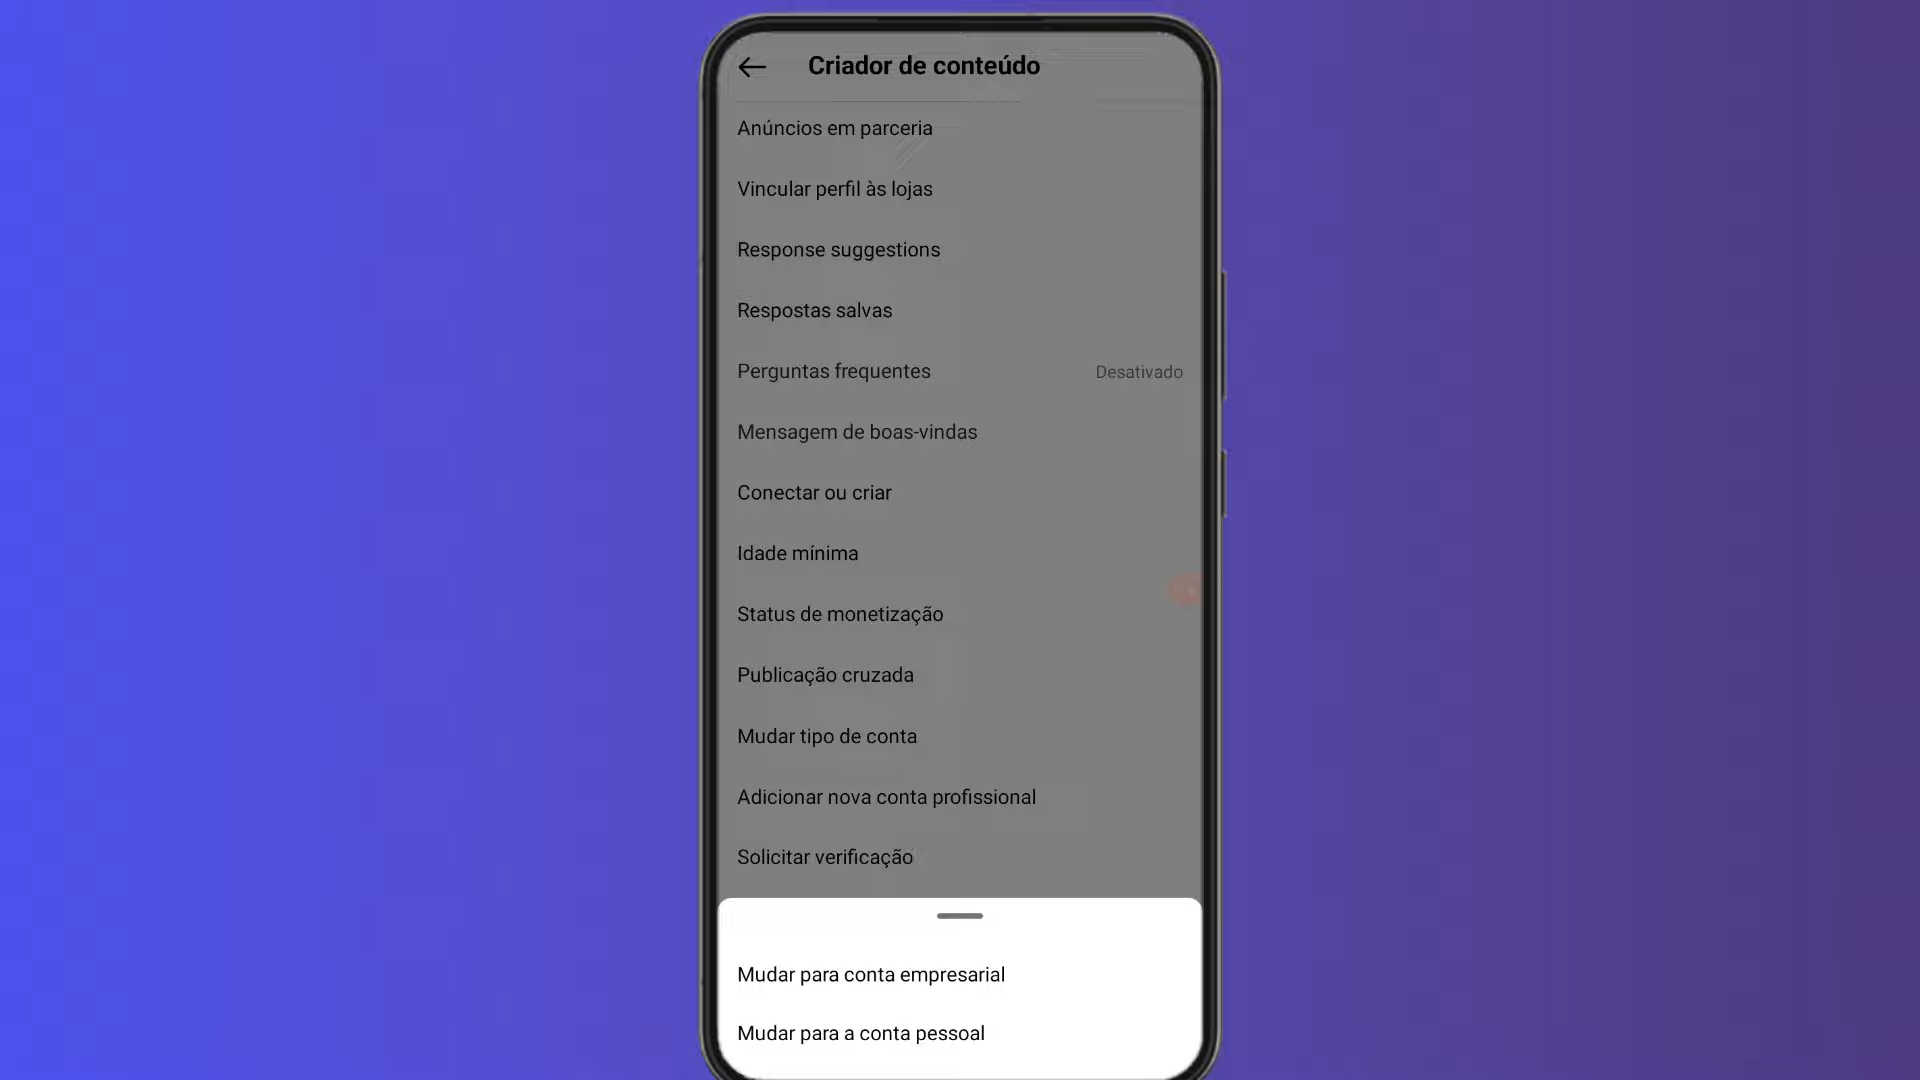 Criador de conteúdo
Anúncios em parceria
Vincular perfil às lojas
Response suggestions
Respostas salvas
Perguntas frequentes Desativado
Mensagem de boas-vindas
Conectar ou criar
Idade mínima
Status de monetização
Publicação cruzada
Mudar tipo de conta
Adicionar nova conta profissional
Solicitar verificação
Mudar para conta empresarial
Mudar para a conta pessoal